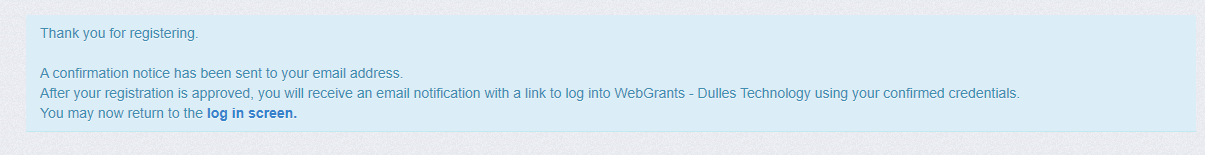 Thank you for registering.
A confirmation notice has been sent to your email address.
After your registration is approved, you will receive an email notification with a link to log into WebGrants - Dulles Technology using your confirmed credentials.
You may now return to the log in screen.